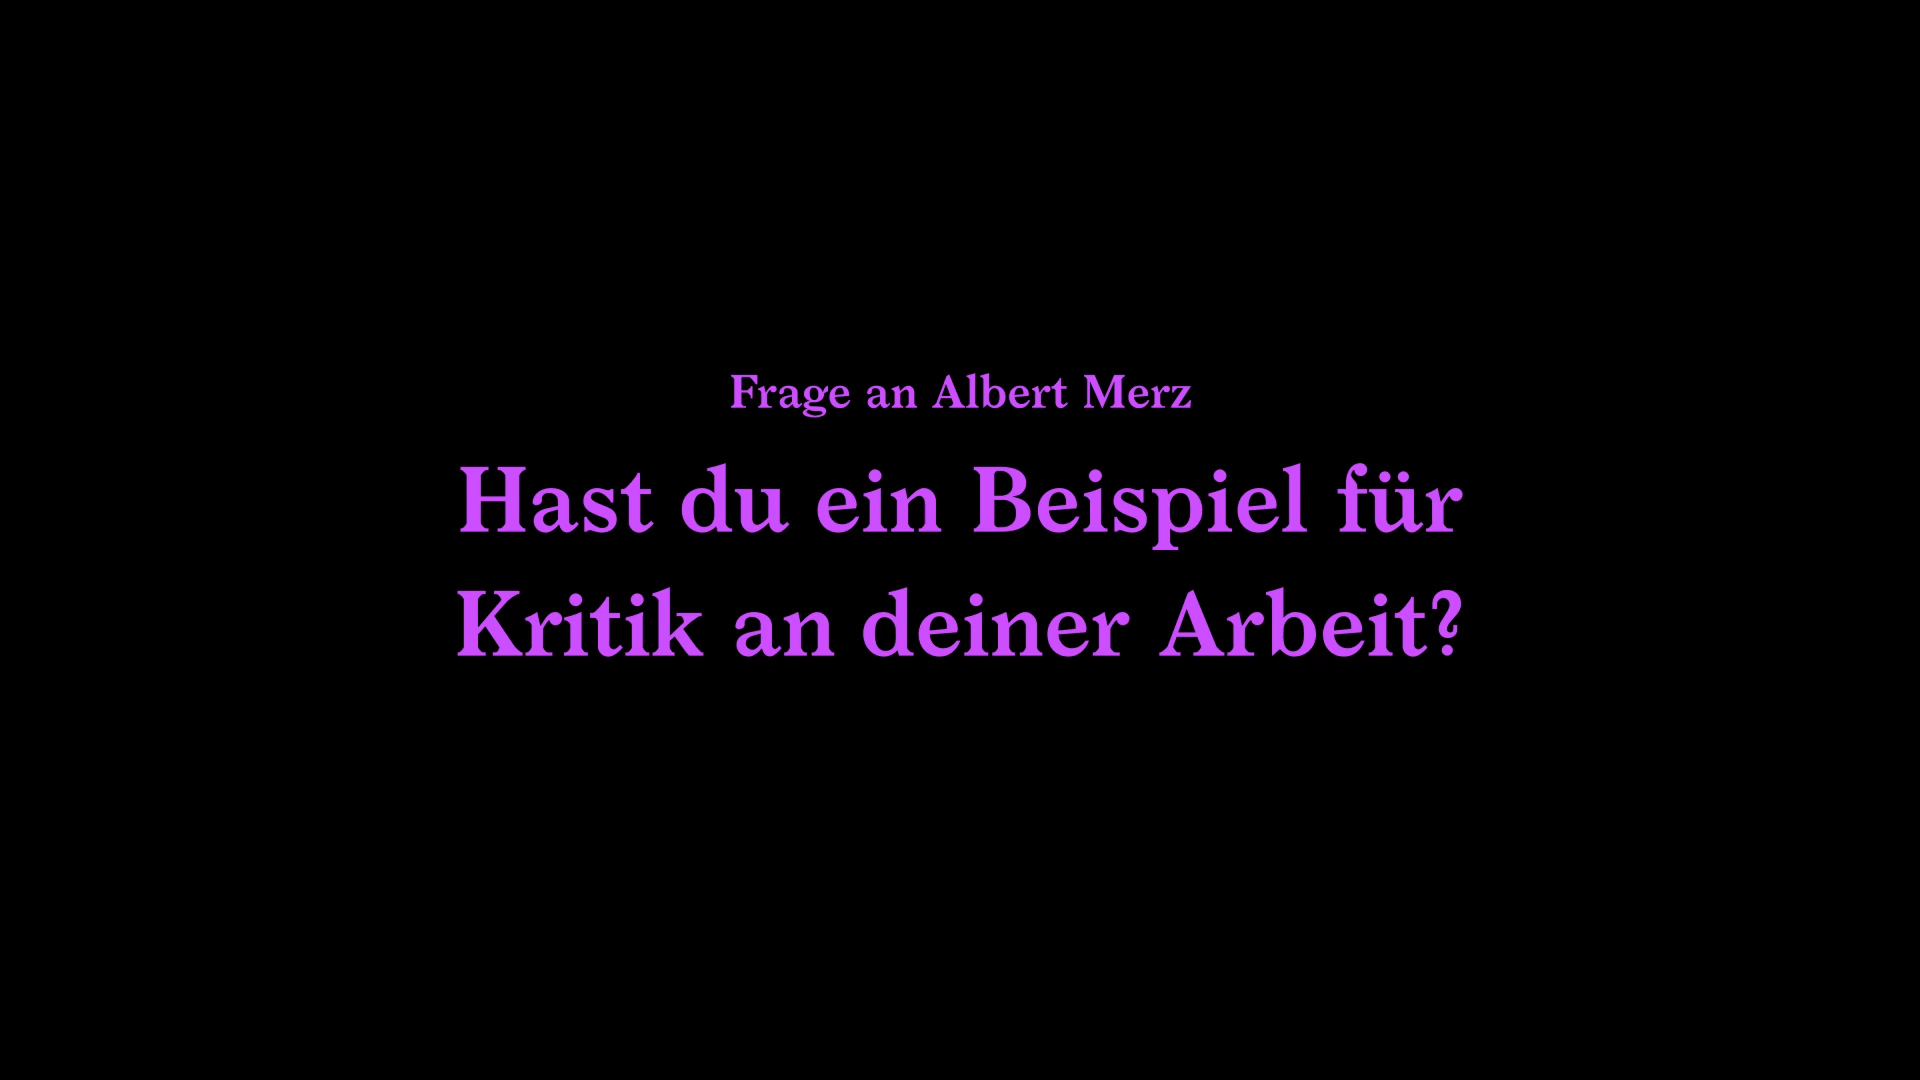 Frage an Albert Merz
Hast du ein Beispiel für
Kritik an deiner Arbeit?